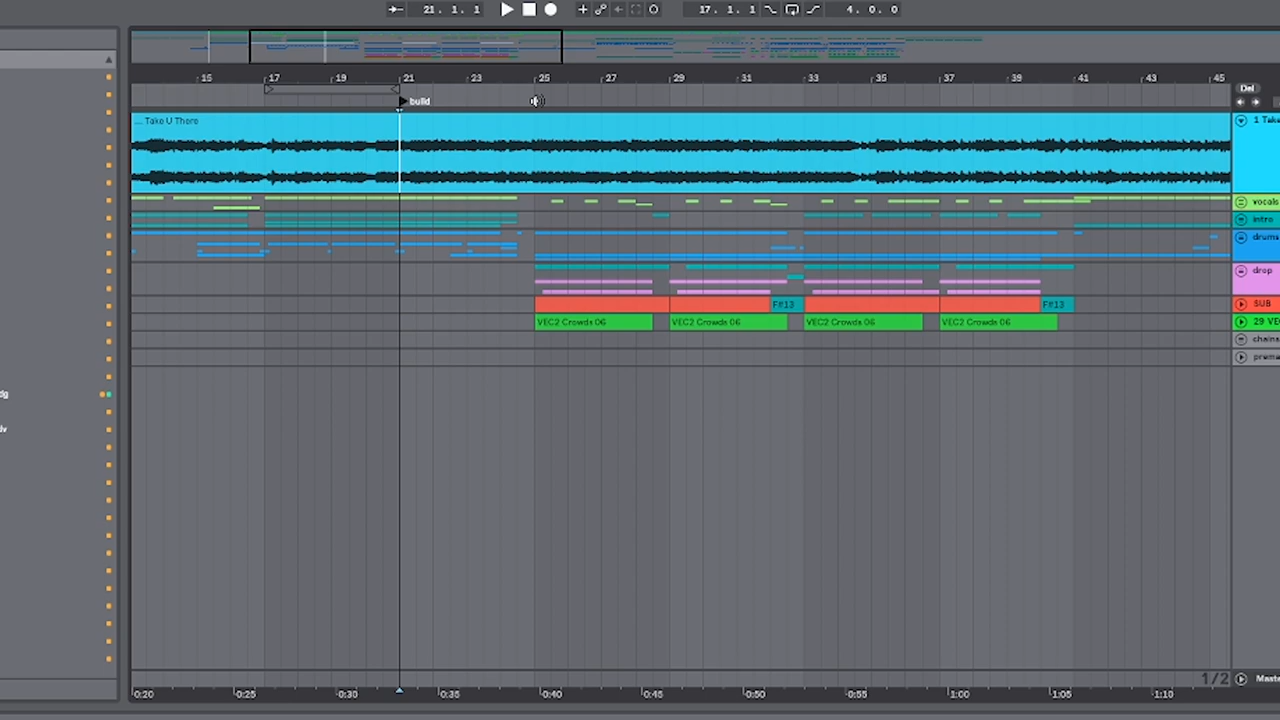 21. 1. 1 17. 1. 1 4. 0. 0
15 17 19 21 23 25 27 29 31 33 35 37 39 41 43 45
build
Del
... Take U There
1 Take
vocals
intro
drums
drop
F#13 F#13 SUB
VEC2 Crowds 06 VEC2 Crowds 06 VEC2 Crowds 06 VEC2 Crowds 06 29 VE
chains
prema
dg
lv
1/2 Maste
0:20 0:25 0:30 0:35 0:40 0:45 0:50 0:55 1:00 1:05 1:10